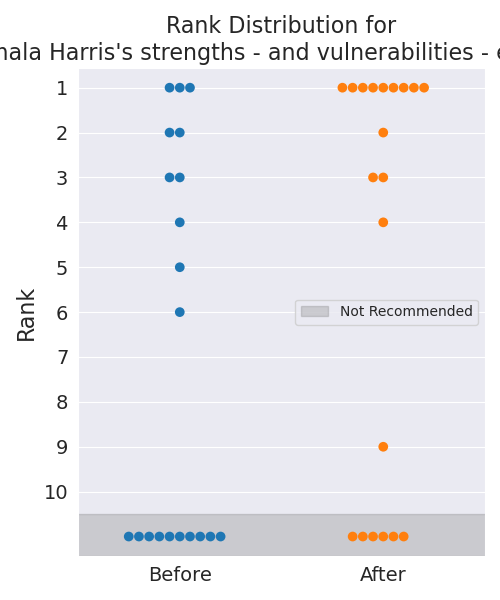 Rank Distribution for
Harris's strengths - and vulnerabilities -
Rank
1
2
3
4
5
6
7
8
9
10
Not Recommended
Before
After